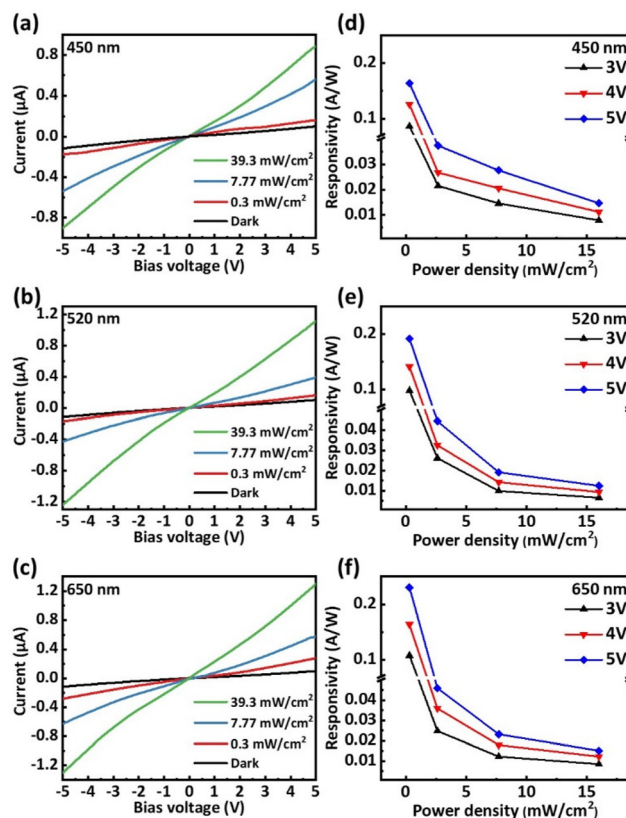 (a)
450 nm
Current (μA)
0.8
0.4
0.0
-0.4
-0.8
39.3 mW/cm²
7.77 mW/cm²
0.3 mW/cm²
Dark
-5 -4 -3 -2 -1 0 1 2 3 4 5
Bias voltage (V)
(d)
450 nm
Responsivity (A/W)
0.2
0.1
0.03
0.02
0.01
3V
4V
5V
0 5 10 15
Power density (mW/cm²)
(b)
520 nm
Current (μA)
1.2
0.8
0.4
0.0
-0.4
-0.8
-1.2
39.3 mW/cm²
7.77 mW/cm²
0.3 mW/cm²
Dark
-5 -4 -3 -2 -1 0 1 2 3 4 5
Bias voltage (V)
(e)
520 nm
Responsivity (A/W)
0.2
0.1
0.04
0.03
0.02
0.01
3V
4V
5V
0 5 10 15
Power density (mW/cm²)
(c)
650 nm
Current (μA)
1.2
0.8
0.4
0.0
-0.4
-0.8
-1.2
39.3 mW/cm²
7.77 mW/cm²
0.3 mW/cm²
Dark
-5 -4 -3 -2 -1 0 1 2 3 4 5
Bias voltage (V)
(f)
650 nm
Responsivity (A/W)
0.2
0.1
0.04
0.03
0.02
0.01
3V
4V
5V
0 5 10 15
Power density (mW/cm²)